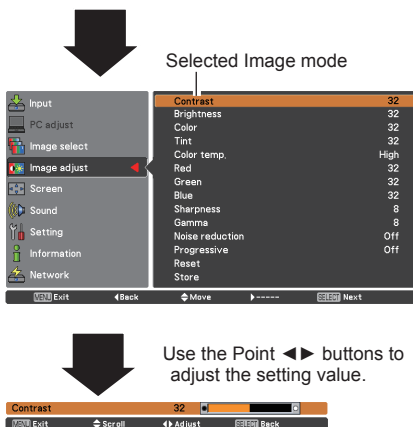 Selected Image mode
Input
PC adjust
Image select
Image adjust
Screen
Sound
Setting
Information
Network
Contrast 32
Brightness 32
Color 32
Tint 32
Color temp. High
Red 32
Green 32
Blue 32
Sharpness 8
Gamma 8
Noise reduction Off
Progressive Off
Reset
Store
MENU Exit ◀Back ◆Move ▶----- SELECT Next
Use the Point ◄► buttons to
adjust the setting value.
Contrast 32
MENU Exit ◆Scroll ◀▶Adjust SELECT Back